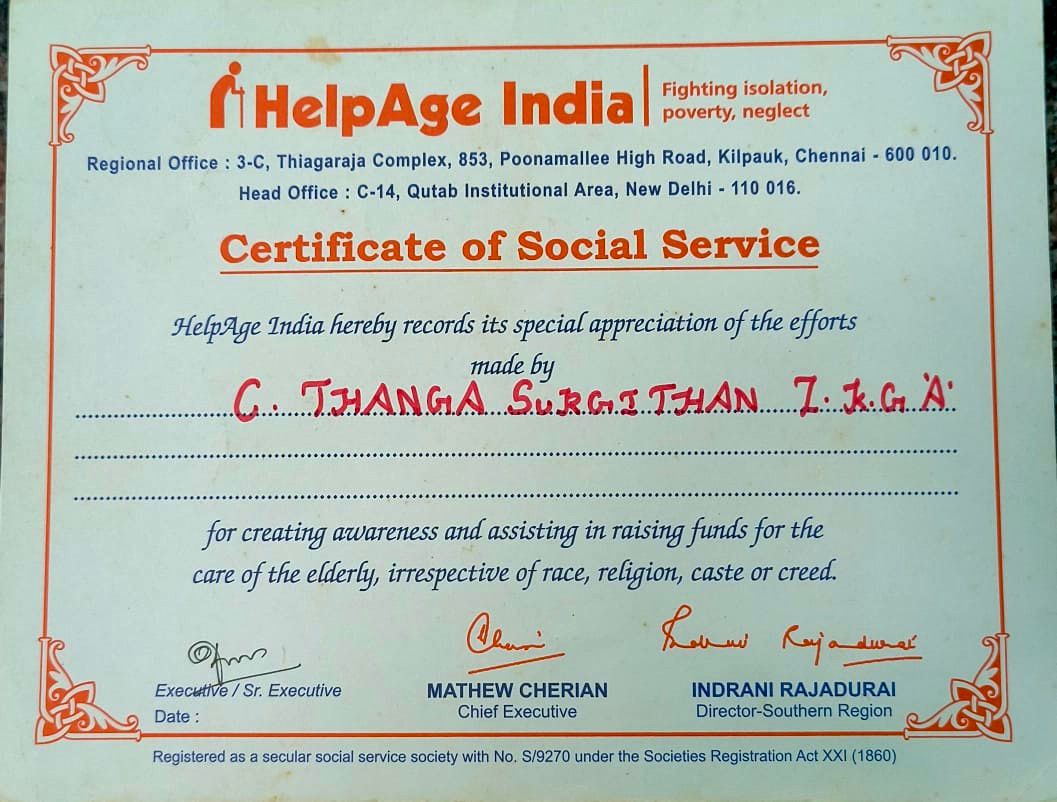 HelpAge India
Fighting isolation,
poverty, neglect
Regional Office : 3-C, Thiagaraja Complex, 853, Poonamallee High Road, Kilpauk, Chennai - 600 010.
Head Office : C-14, Qutab Institutional Area, New Delhi - 110 016.
Certificate of Social Service
HelpAge India hereby records its special appreciation of the efforts
made by
C. THANGA SURGITHAN Z.K.G 'A'
for creating awareness and assisting in raising funds for the
care of the elderly, irrespective of race, religion, caste or creed.
Cherian Indrani Rajadurai
Executive / Sr. Executive MATHEW CHERIAN INDRANI RAJADURAI
Date : Chief Executive Director-Southern Region
Registered as a secular social service society with No. S/9270 under the Societies Registration Act XXI (1860)